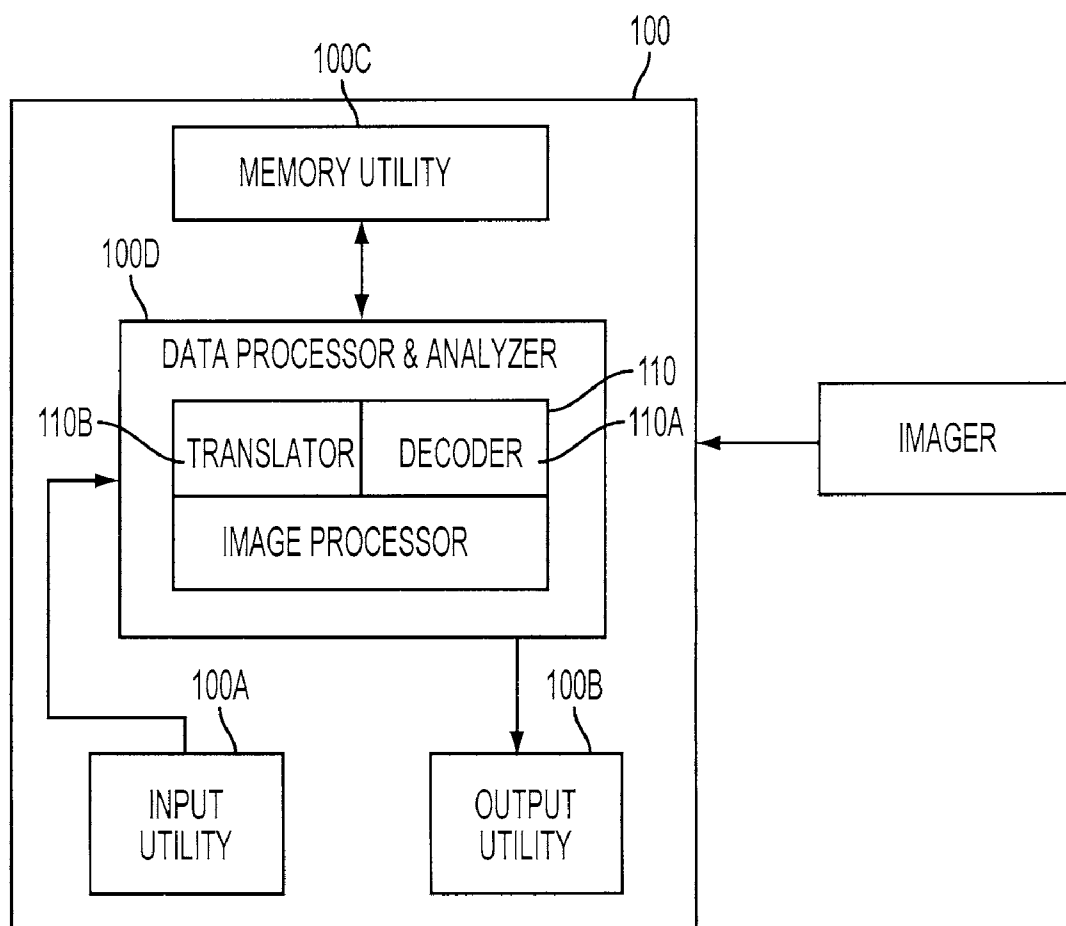 100C
100
MEMORY UTILITY
100D
DATA PROCESSOR & ANALYZER
110
110B
110A
TRANSLATOR
DECODER
IMAGER
IMAGE PROCESSOR
100A
100B
INPUT
UTILITY
OUTPUT
UTILITY